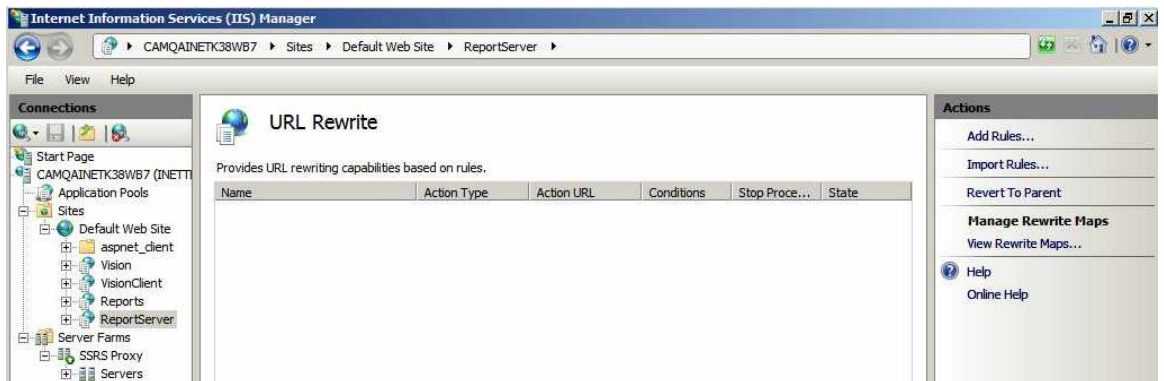 Internet Information Services (IIS) Manager
CAMQAINETK38WB7 Sites Default Web Site ReportServer
File View Help
Connections
Start Page
CAMQAINETK38WB7 (INETT
Application Pools
Sites
Default Web Site
aspnet_client
Vision
VisionClient
Reports
ReportServer
Server Farms
SSRS Proxy
Servers
URL Rewrite
Provides URL rewriting capabilities based on rules.
Name Action Type Action URL Conditions Stop Proce... State
Actions
Add Rules...
Import Rules...
Revert To Parent
Manage Rewrite Maps
View Rewrite Maps...
Help
Online Help